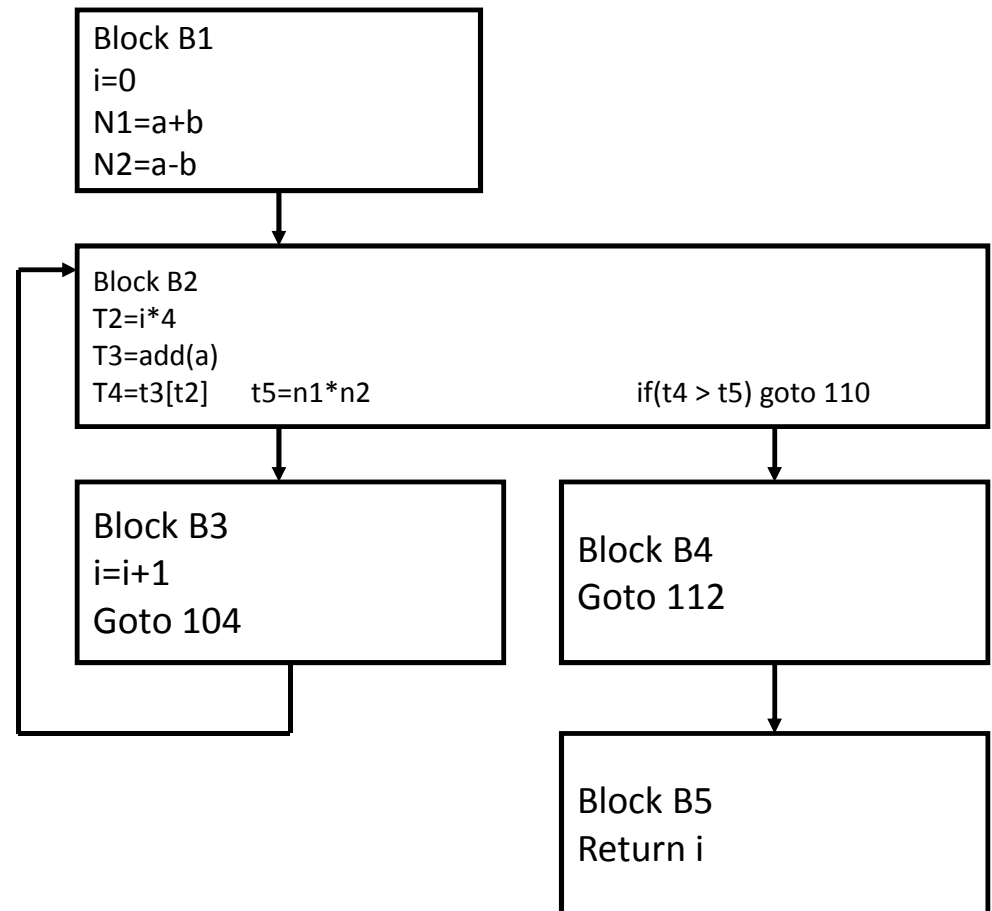 Block B1
i=0
N1=a+b
N2=a-b
Block B2
T2=i*4
T3=add(a)
T4=t3[t2] t5=n1*n2 if(t4 > t5) goto 110
Block B3
i=i+1
Goto 104
Block B4
Goto 112
Block B5
Return i